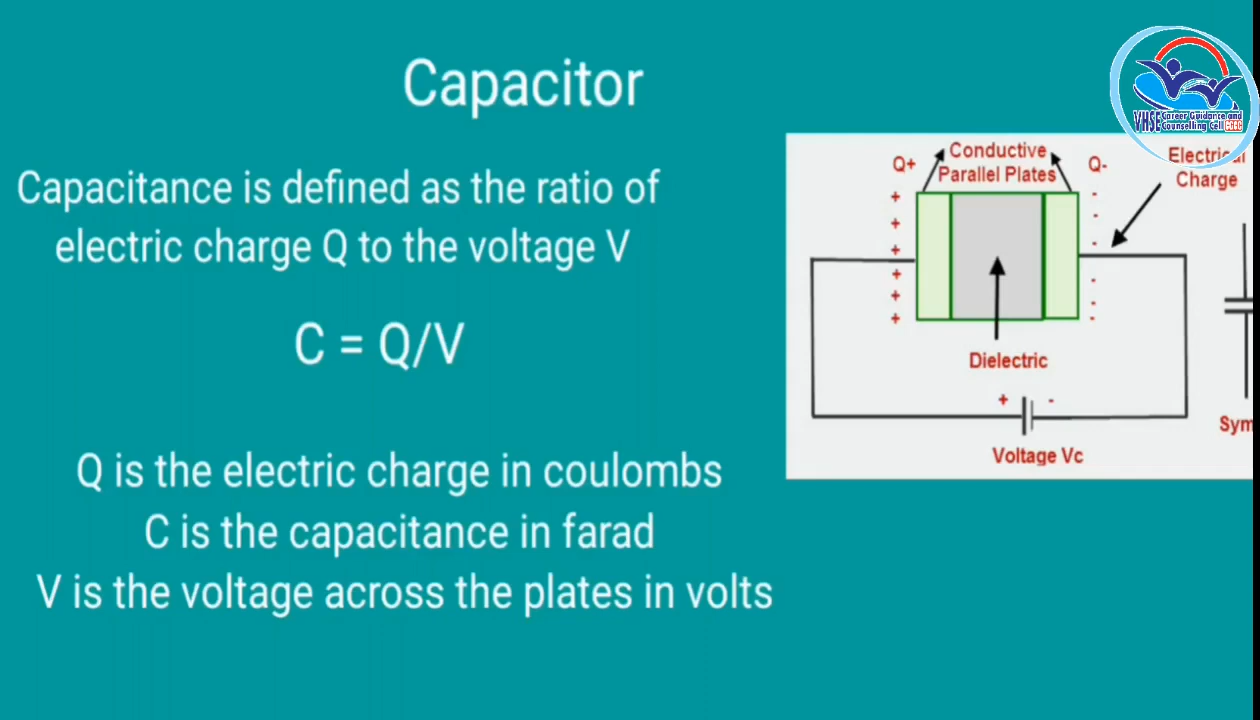 Capacitor
Capacitance is defined as the ratio of
electric charge Q to the voltage V
C = Q/V
Q is the electric charge in coulombs
C is the capacitance in farad
V is the voltage across the plates in volts
VHSE Career Guidance and
Counselling Cell CGCC
Q+
Conductive
Parallel Plates
Q-
Electrical
Charge
+
+
+
+
+
+
-
-
-
-
-
-
Dielectric
+ -
Voltage Vc
Sym